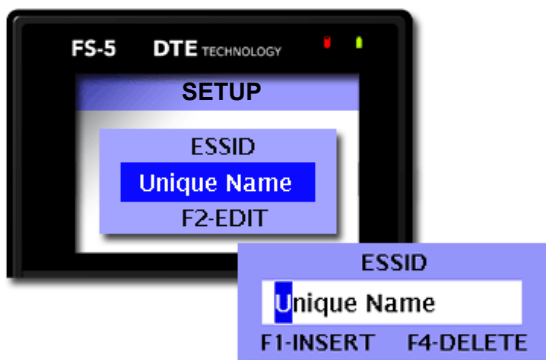 FS-5 DTE TECHNOLOGY
SETUP
ESSID
Unique Name
F2-EDIT
ESSID
Unique Name
F1-INSERT F4-DELETE